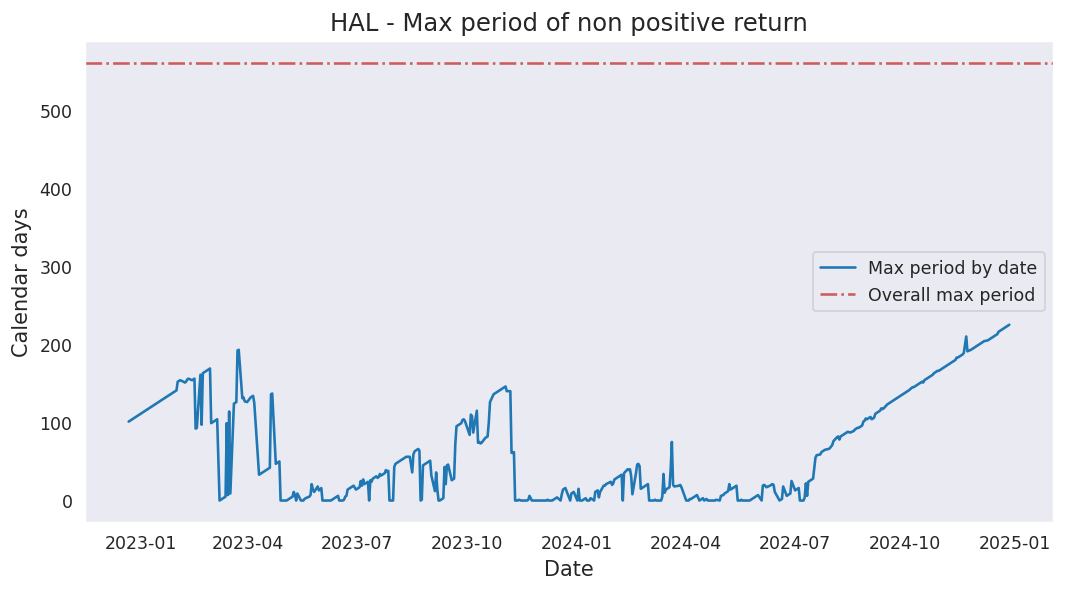 HAL - Max period of non positive return
Calendar days
500
400
300
200
100
0
Max period by date
Overall max period
2023-01 2023-04 2023-07 2023-10 2024-01 2024-04 2024-07 2024-10 2025-01
Date